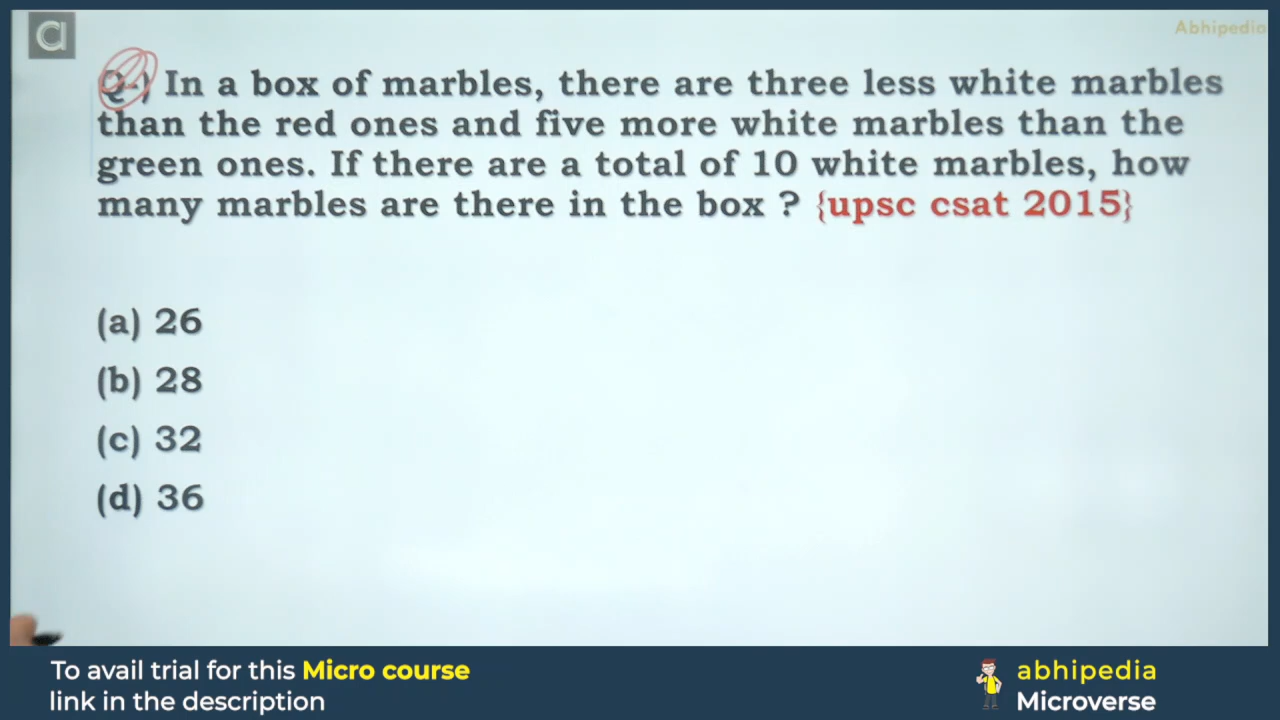 a
Abhipedia
Q-) In a box of marbles, there are three less white marbles
than the red ones and five more white marbles than the
green ones. If there are a total of 10 white marbles, how
many marbles are there in the box ? {upsc csat 2015}
(a) 26
(b) 28
(c) 32
(d) 36
To avail trial for this Micro course
link in the description
abhipedia
Microverse